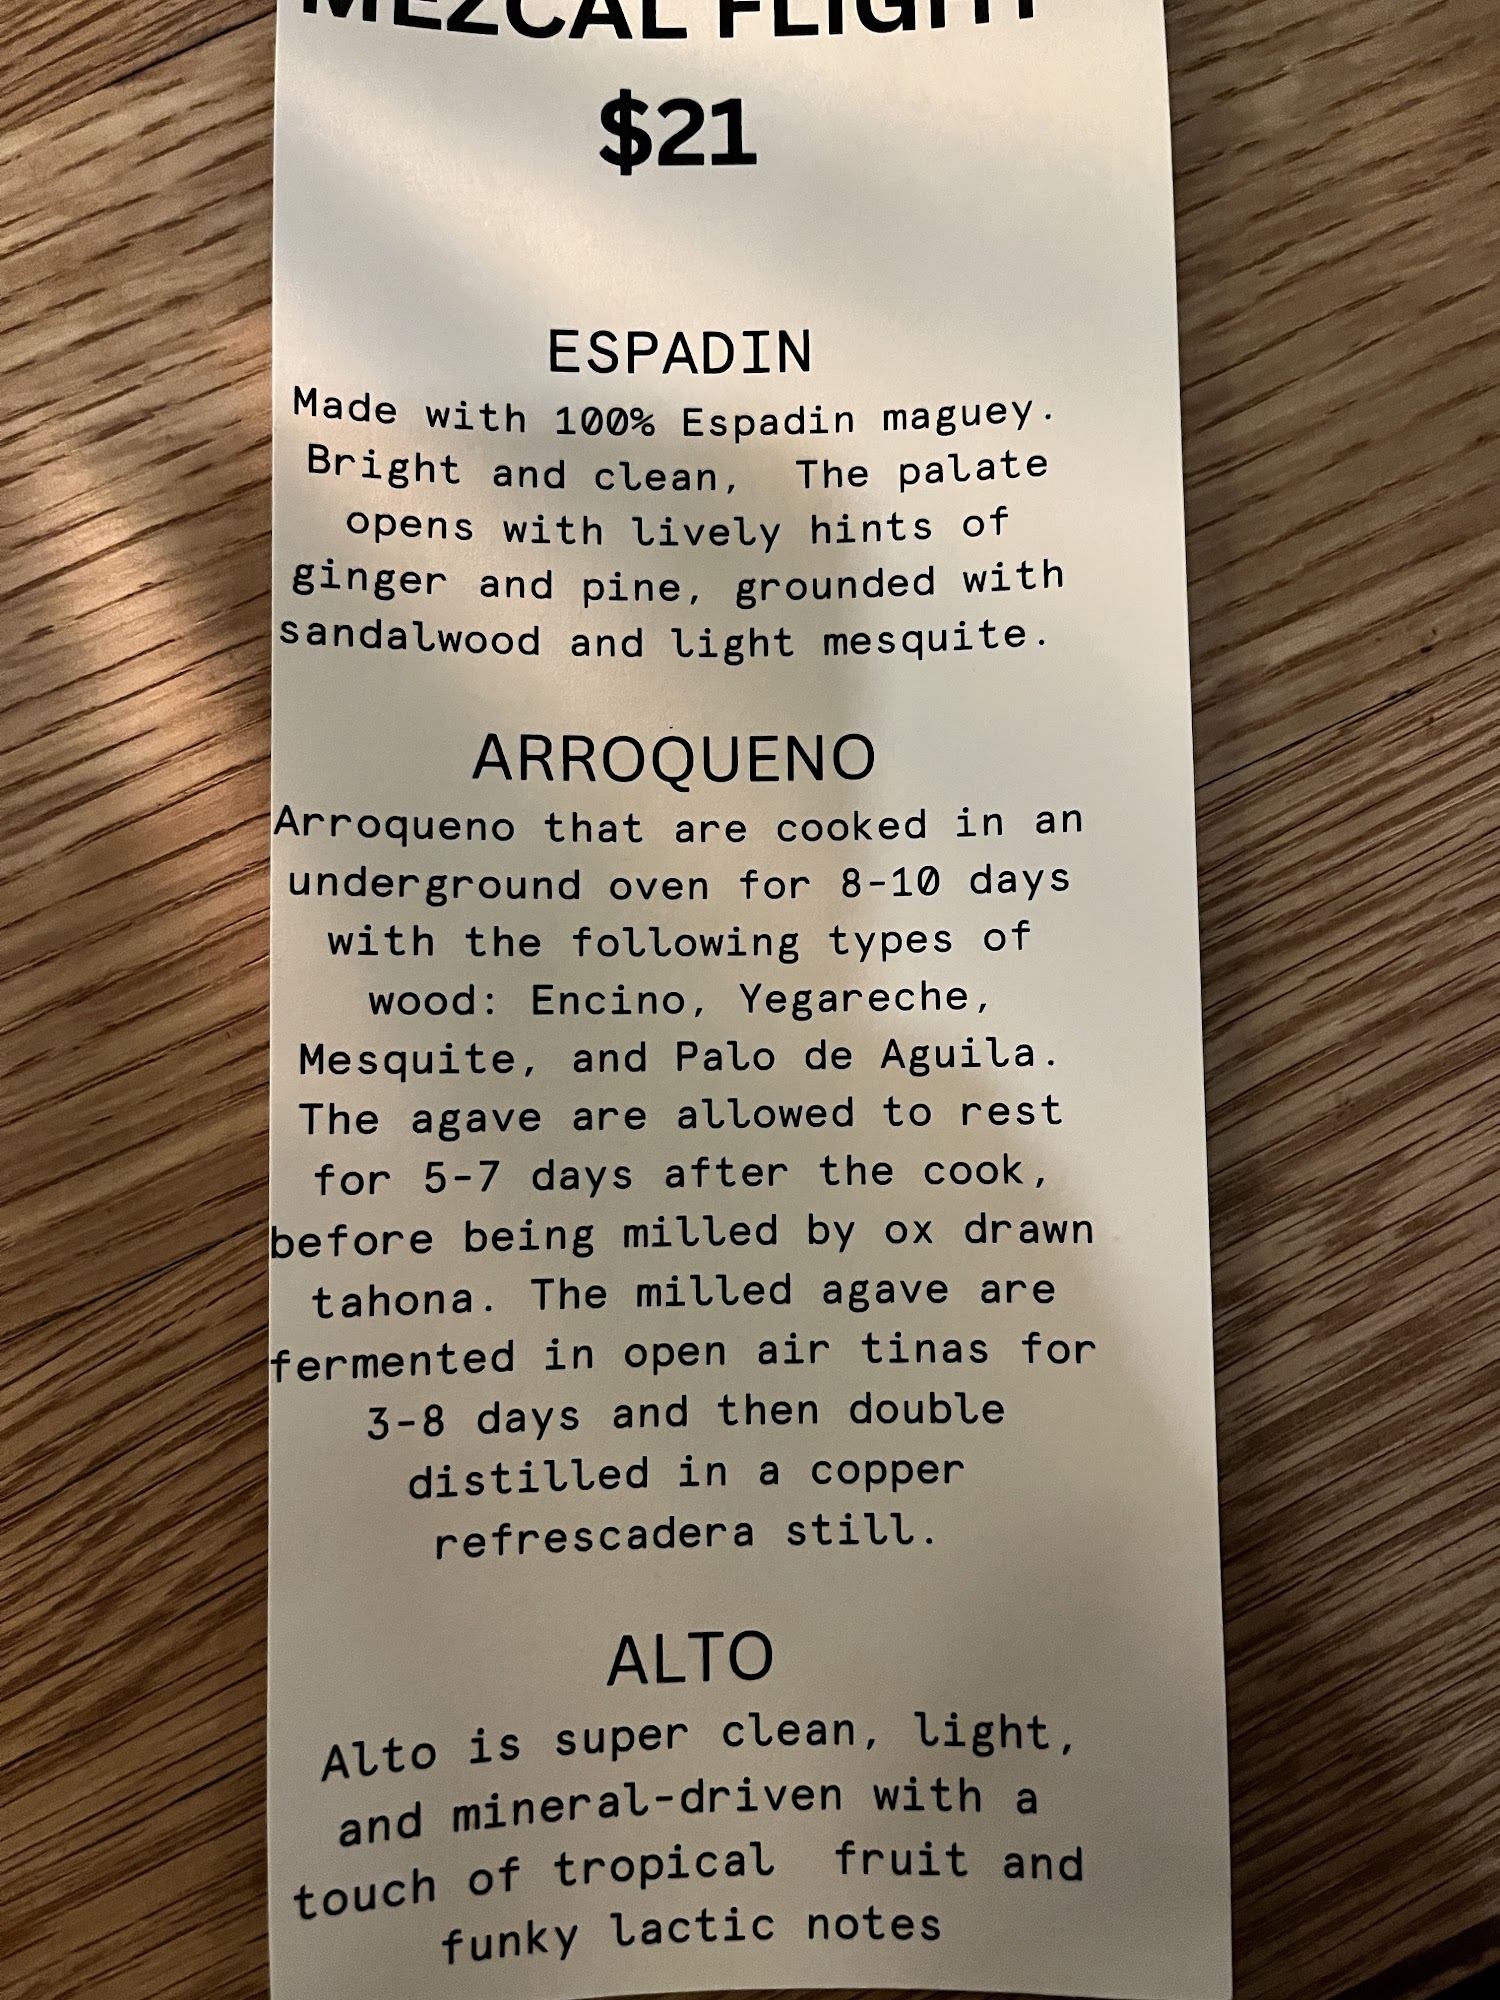 MEZCAL FLIGHT
$21
ESPADIN
Made with 100% Espadin maguey.
Bright and clean, The palate
opens with lively hints of
ginger and pine, grounded with
sandalwood and light mesquite.
ARROQUENO
Arroqueno that are cooked in an
underground oven for 8-10 days
with the following types of
wood: Encino, Yegareche,
Mesquite, and Palo de Aguila.
The agave are allowed to rest
for 5-7 days after the cook,
before being milled by ox drawn
tahona. The milled agave are
fermented in open air tinas for
3-8 days and then double
distilled in a copper
refrescadera still.
ALTO
Alto is super clean, light,
and mineral-driven with a
touch of tropical fruit and
funky lactic notes